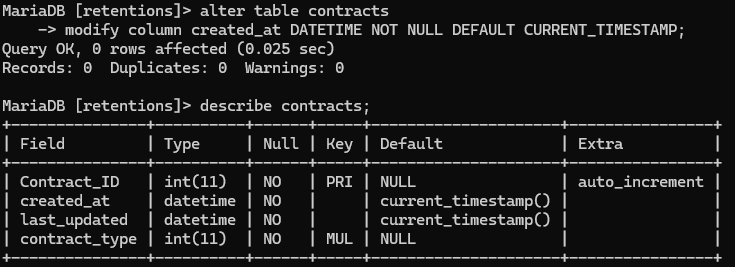 MariaDB [retentions]> alter table contracts
    -> modify column created_at DATETIME NOT NULL DEFAULT CURRENT_TIMESTAMP;
Query OK, 0 rows affected (0.025 sec)
Records: 0  Duplicates: 0  Warnings: 0

MariaDB [retentions]> describe contracts;
+---------------+----------+------+-----+---------------------+----------------+
| Field         | Type     | Null | Key | Default             | Extra          |
+---------------+----------+------+-----+---------------------+----------------+
| Contract_ID   | int(11)  | NO   | PRI | NULL                | auto_increment |
| created_at    | datetime | NO   |     | current_timestamp() |                |
| last_updated  | datetime | NO   |     | current_timestamp() |                |
| contract_type | int(11)  | NO   | MUL | NULL                |                |
+---------------+----------+------+-----+---------------------+----------------+